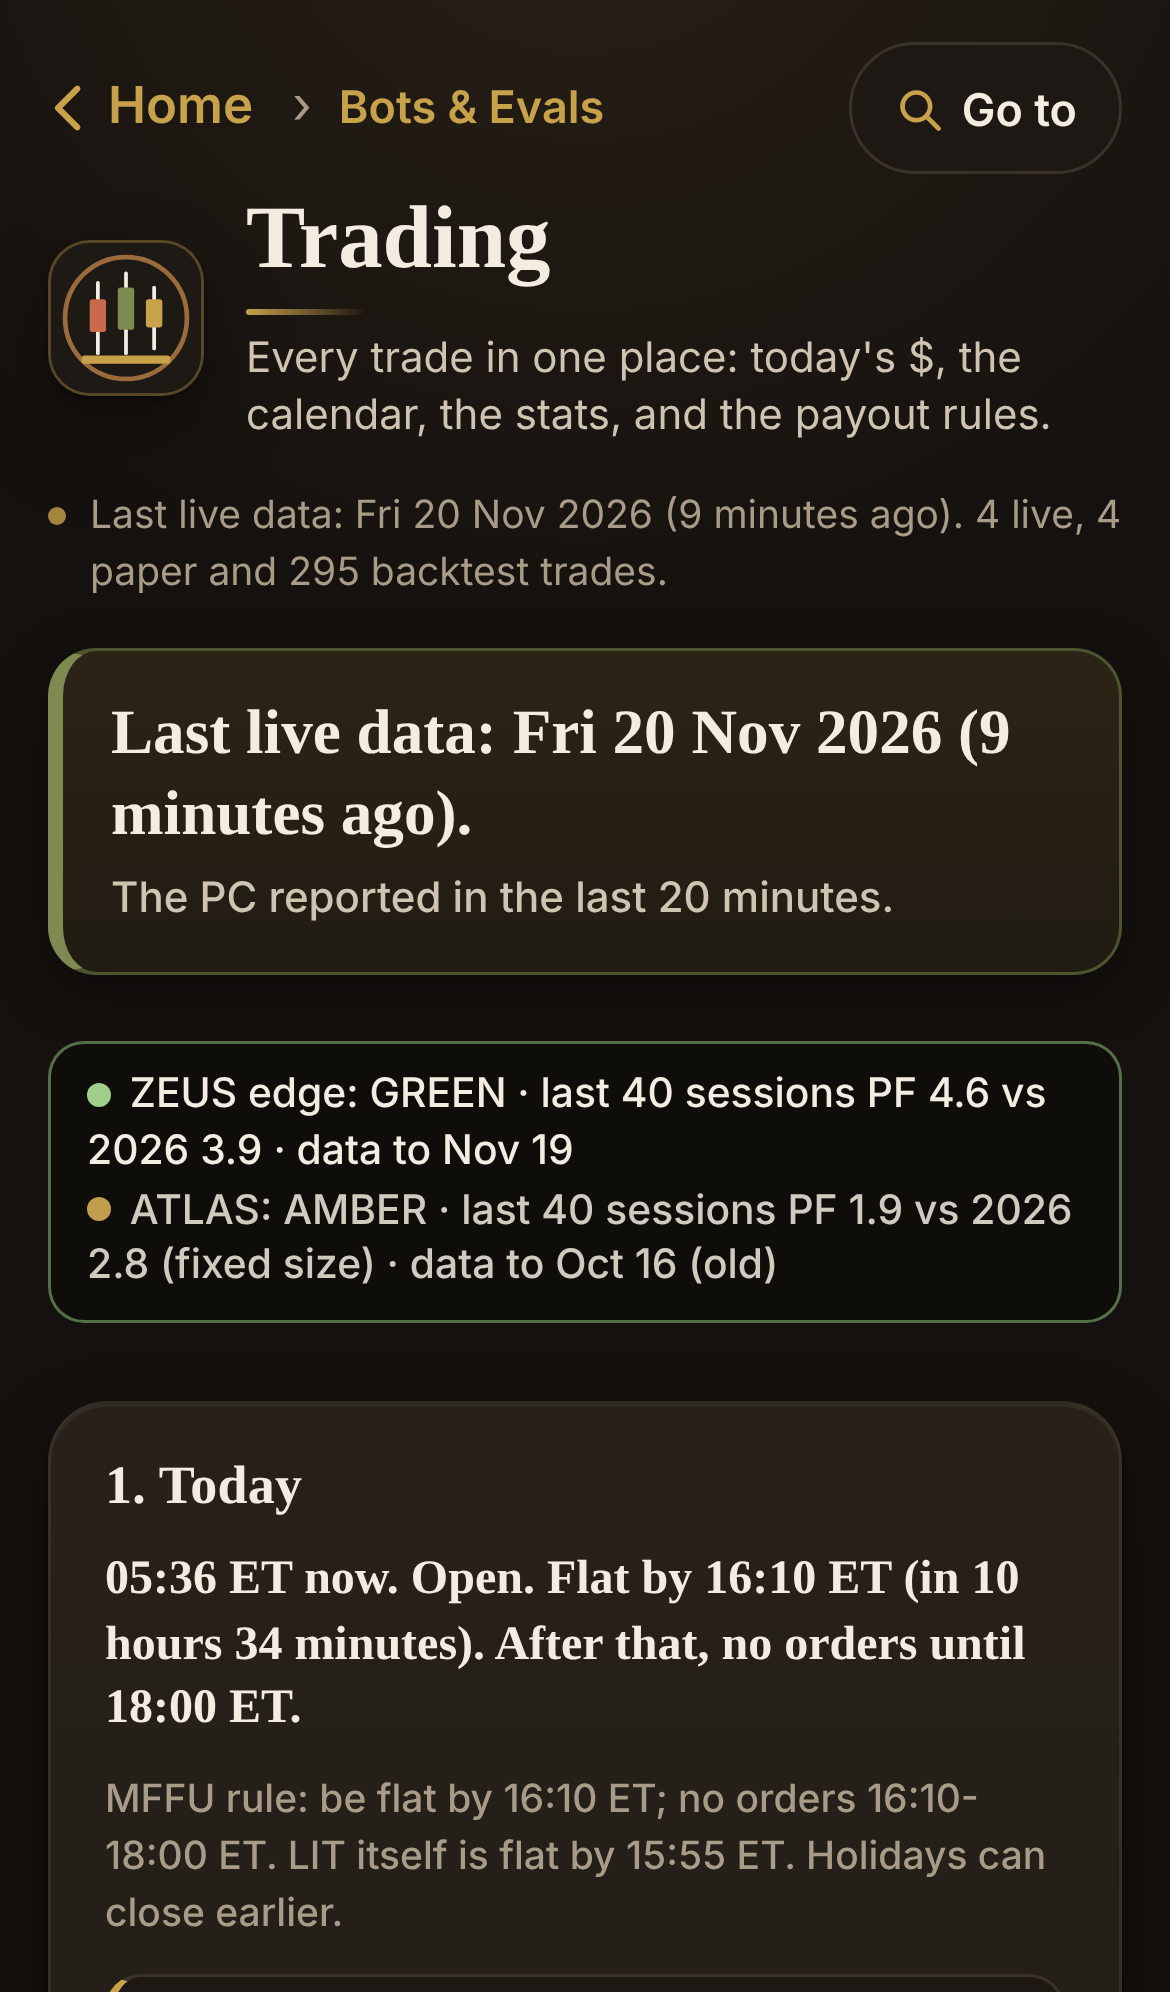 Home › Bots & Evals
Go to
Trading
Every trade in one place: today's $, the
calendar, the stats, and the payout rules.
Last live data: Fri 20 Nov 2026 (9 minutes ago). 4 live, 4
paper and 295 backtest trades.
Last live data: Fri 20 Nov 2026 (9
minutes ago).
The PC reported in the last 20 minutes.
ZEUS edge: GREEN · last 40 sessions PF 4.6 vs
2026 3.9 · data to Nov 19
ATLAS: AMBER · last 40 sessions PF 1.9 vs 2026
2.8 (fixed size) · data to Oct 16 (old)
1. Today
05:36 ET now. Open. Flat by 16:10 ET (in 10
hours 34 minutes). After that, no orders until
18:00 ET.
MFFU rule: be flat by 16:10 ET; no orders 16:10-
18:00 ET. LIT itself is flat by 15:55 ET. Holidays can
close earlier.